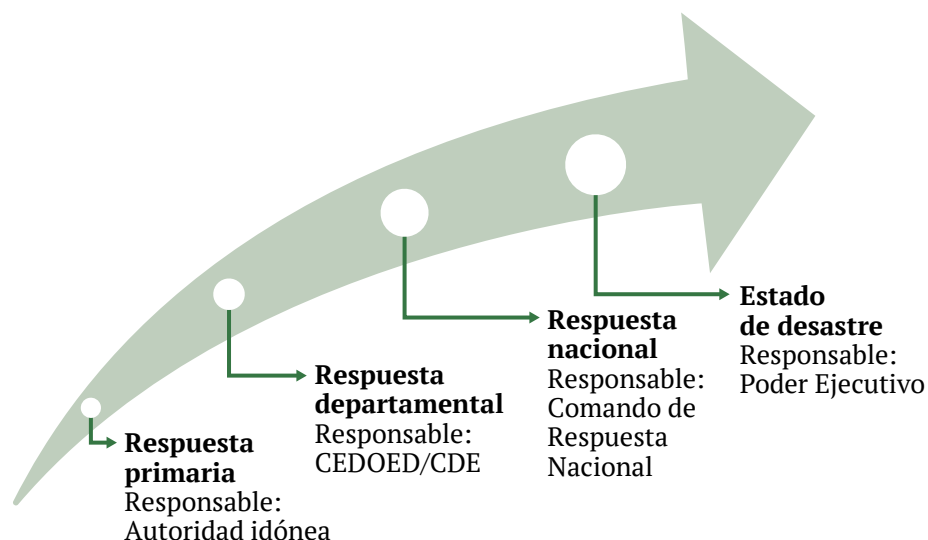 Respuesta
primaria
Responsable:
Autoridad idónea
Respuesta
departamental
Responsable:
CEDOED/CDE
Respuesta
nacional
Responsable:
Comando de
Respuesta
Nacional
Estado
de desastre
Responsable:
Poder Ejecutivo